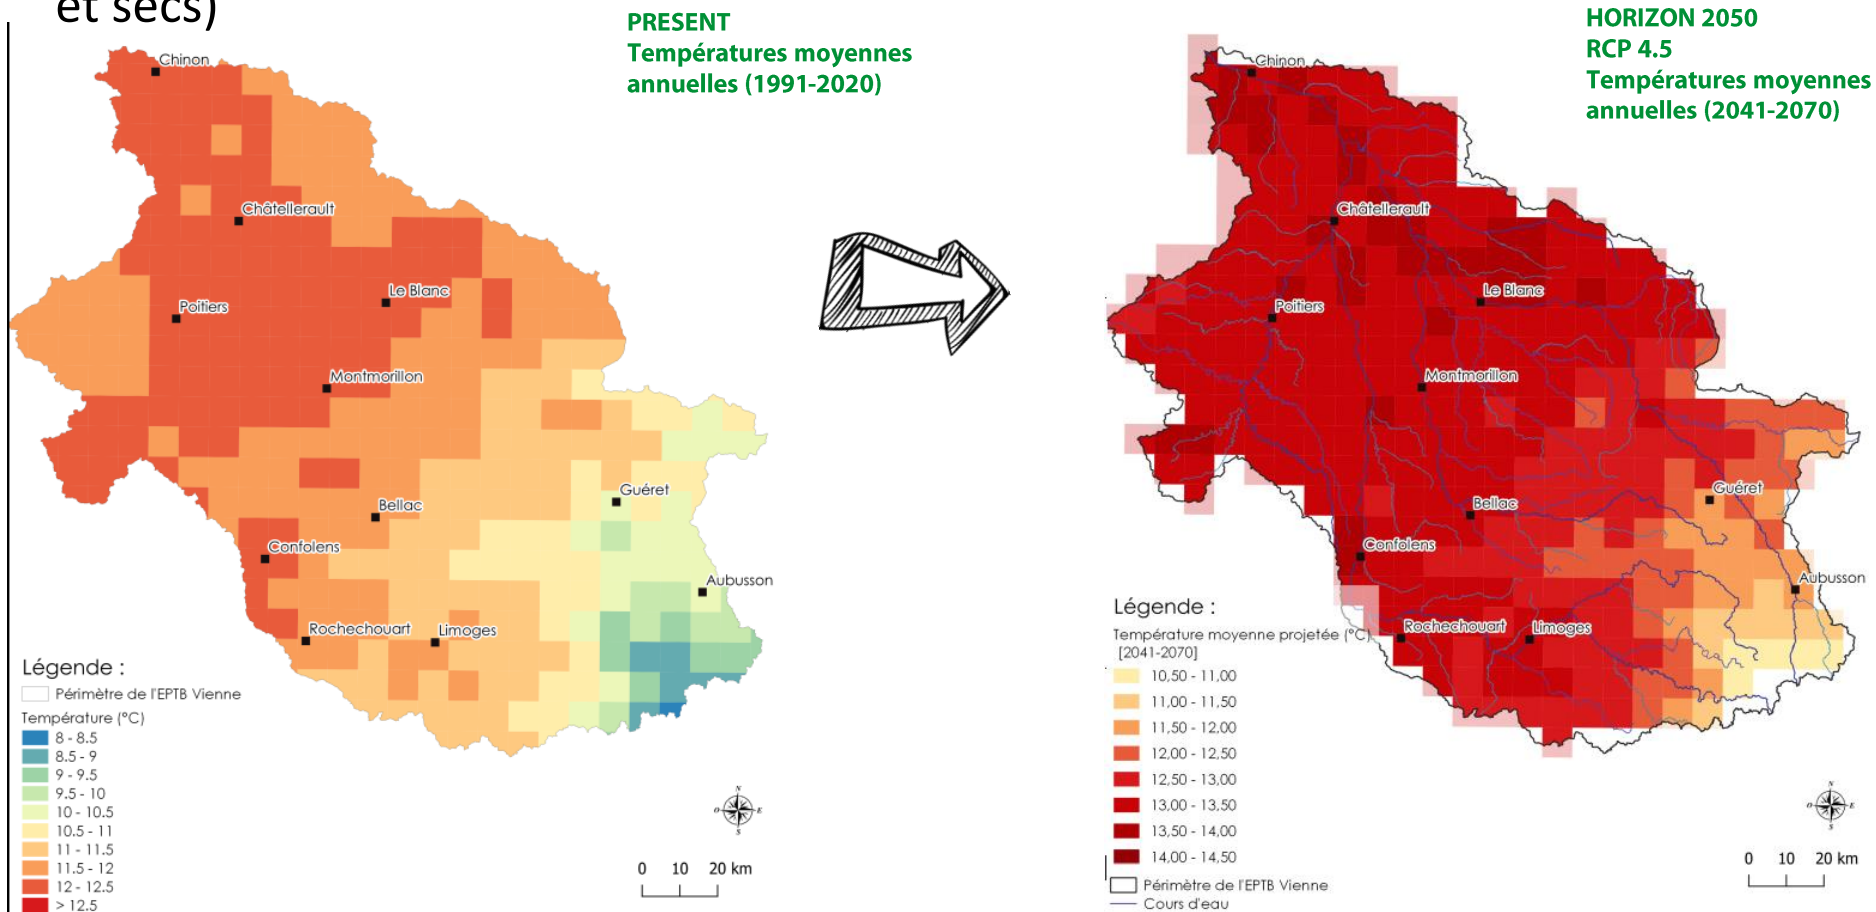 et secs)
PRESENT
Températures moyennes
annuelles (1991-2020)
Chinon
Châtellerault
Poitiers
Le Blanc
Montmorillon
Bellac
Guéret
Confolens
Aubusson
Rochechouart
Limoges
Légende :
Périmètre de l'EPTB Vienne
Température (°C)
8 - 8.5
8.5 - 9
9 - 9.5
9.5 - 10
10 - 10.5
10.5 - 11
11 - 11.5
11.5 - 12
12 - 12.5
> 12.5
N
O
E
S
0 10 20 km
HORIZON 2050
RCP 4.5
Températures moyennes
annuelles (2041-2070)
Chinon
Châtellerault
Poitiers
Le Blanc
Montmorillon
Bellac
Guéret
Confolens
Aubusson
Rochechouart
Limoges
Légende :
Température moyenne projetée (°C)
[2041-2070]
10,50 - 11,00
11,00 - 11,50
11,50 - 12,00
12,00 - 12,50
12,50 - 13,00
13,00 - 13,50
13,50 - 14,00
14,00 - 14,50
Périmètre de l'EPTB Vienne
Cours d'eau
N
O
E
S
0 10 20 km